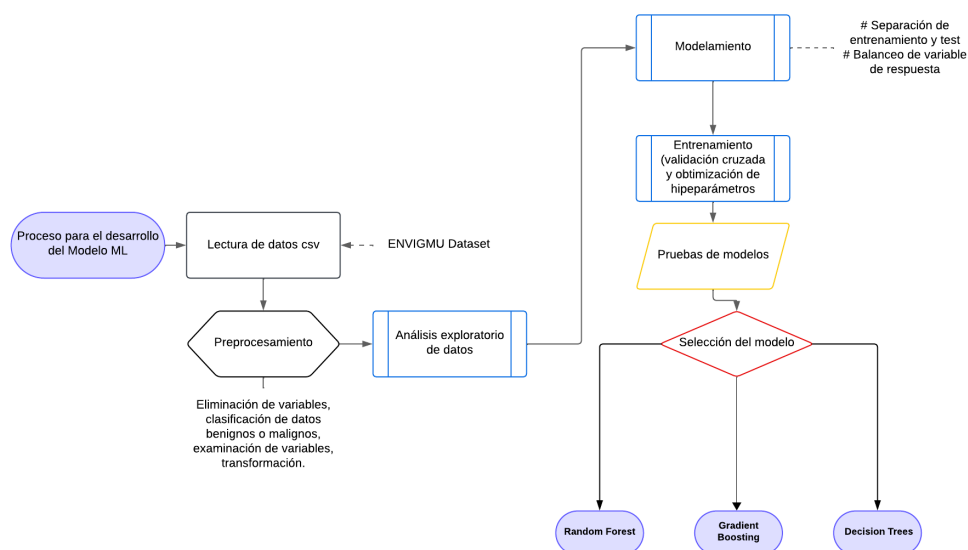 Proceso para el desarrollo
del Modelo ML
Lectura de datos csv
ENVIGMU Dataset
Preprocesamiento
Eliminación de variables,
clasificación de datos
benignos o malignos,
examinación de variables,
transformación.
Análisis exploratorio
de datos
Modelamiento
# Separación de
entrenamiento y test
# Balanceo de variable
de respuesta
Entrenamiento
(validación cruzada
y obtimización de
hipeparámetros
Pruebas de modelos
Selección del modelo
Random Forest
Gradient
Boosting
Decision Trees